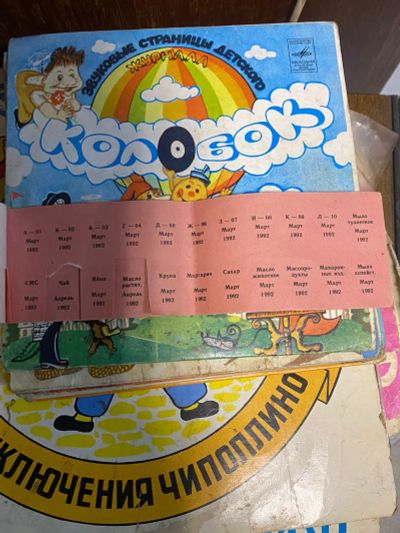 ЗВУКОВЫЕ СТРАНИЦЫ ДЕТСКОГО
ЖУРНАЛА
КОЛОБОК
А — 01 Март 1992
Б — 02 Март 1992
В — 03 Март 1992
Г — 04 Март 1992
Д — 05 Март 1992
Ж — 06 Март 1992
З — 07 Март 1992
И — 08 Март 1992
К — 09 Март 1992
Л — 10 Март 1992
Мыло туалетное Март 1992
СМС Март 1992
Чай Апрель 1992
Яйцо Март 1992
Масло растит. Апрель 1992
Крупа Март 1992
Маргарин Март 1992
Сахар Март 1992
Масло животное Март 1992
Мясопродукты Март 1992
Макаронные изд. Март 1992
Мыло хозяйст. Март 1992
КЛЮЧЕНИЯ ЧИПОЛЛИНО